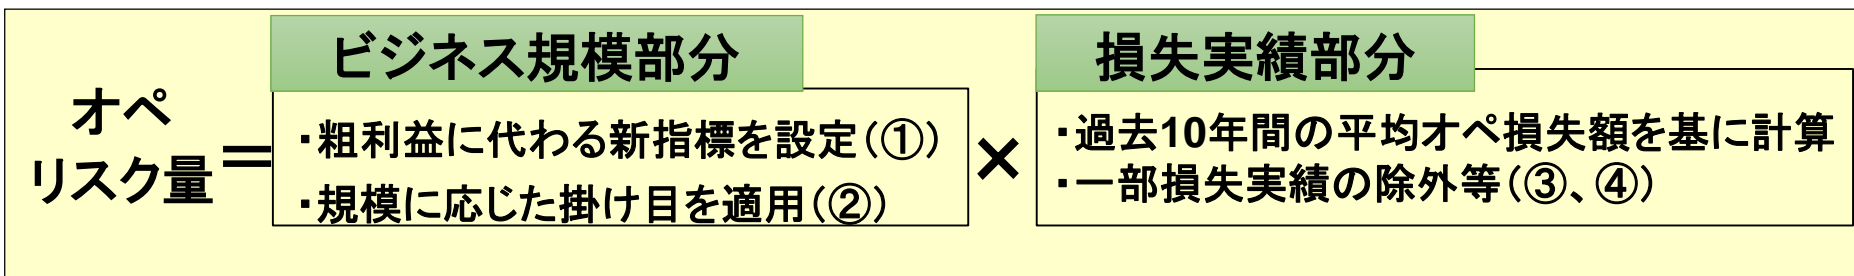 オペ
リスク量
=
ビジネス規模部分
・粗利益に代わる新指標を設定(①)
・規模に応じた掛け目を適用(②)
×
損失実績部分
・過去10年間の平均オペ損失額を基に計算
・一部損失実績の除外等(③、④)